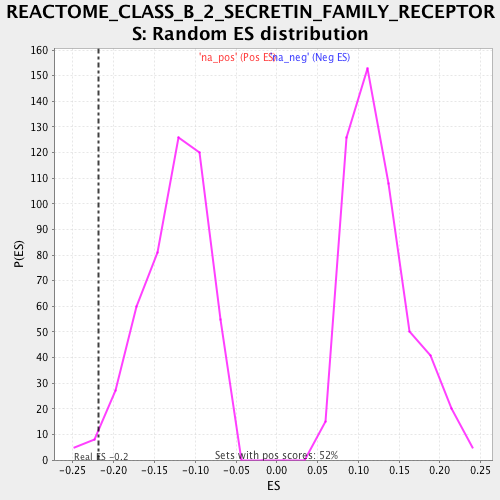 REACTOME_CLASS_B_2_SECRETIN_FAMILY_RECEPTOR
S: Random ES distribution
'na_pos' (Pos ES) 'na_neg' (Neg ES)
160
150
140
130
120
110
100
90
80
70
60
50
40
30
20
10
0
P(ES)
Real ES -0.2
Sets with pos scores: 52%
-0.25 -0.20 -0.15 -0.10 -0.05 0.00 0.05 0.10 0.15 0.20 0.25
ES